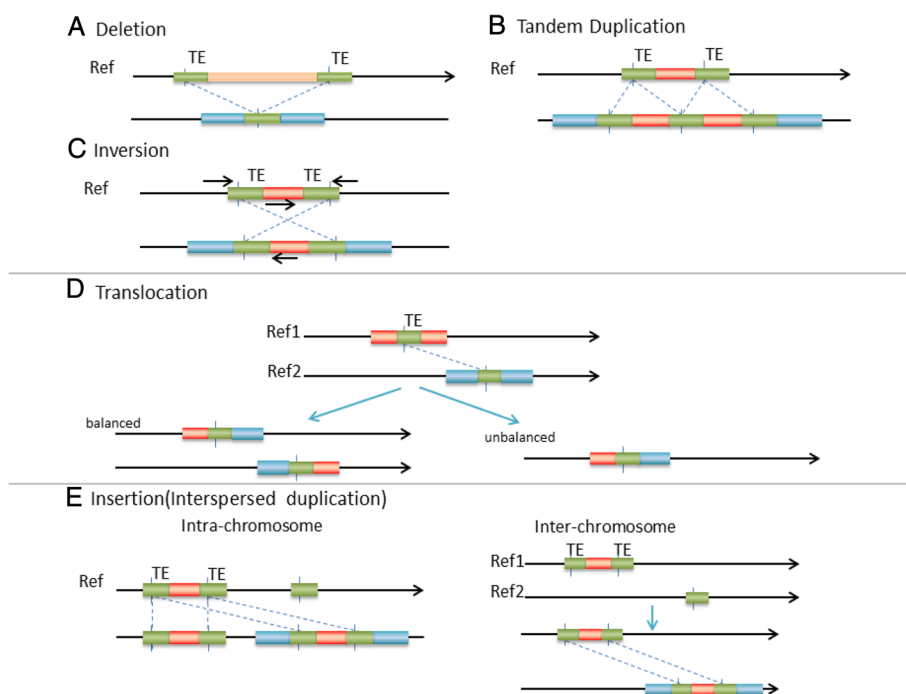 A Deletion
TE TE
Ref
B Tandem Duplication
TE TE
Ref
C Inversion
TE TE
Ref
D Translocation
TE
Ref1
Ref2
balanced
unbalanced
E Insertion(Interspersed duplication)
Intra-chromosome
TE TE
Ref
Inter-chromosome
Ref1
TE TE
Ref2